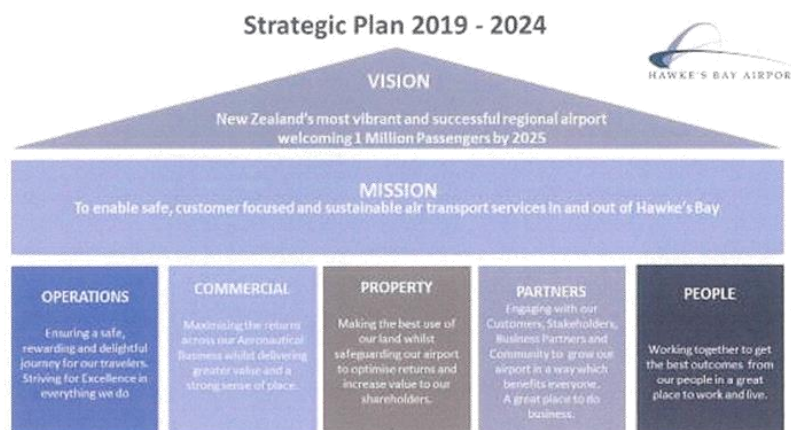 Strategic Plan 2019 - 2024
HAWKE'S BAY AIRPOR
VISION
New Zealand's most vibrant and successful regional airport
welcoming 1 Million Passengers by 2025
MISSION
To enable safe, customer focused and sustainable air transport services in and out of Hawke's Bay
OPERATIONS
Ensuring a safe,
rewarding and delightful
journey for our travelers.
Striving for Excellence in
everything we do
COMMERCIAL
Maximising the returns
across our Aeronautical
Business whilst delivering
greater value and a
strong sense of place.
PROPERTY
Making the best use of
our land whilst
safeguarding our airport
to optimise returns and
increase value to our
shareholders.
PARTNERS
Engaging with our
Customers, Stakeholders,
Business Partners and
Community to grow our
airport in a way which
benefits everyone.
A great place to do
business.
PEOPLE
Working together to get
the best outcomes from
our people in a great
place to work and live.